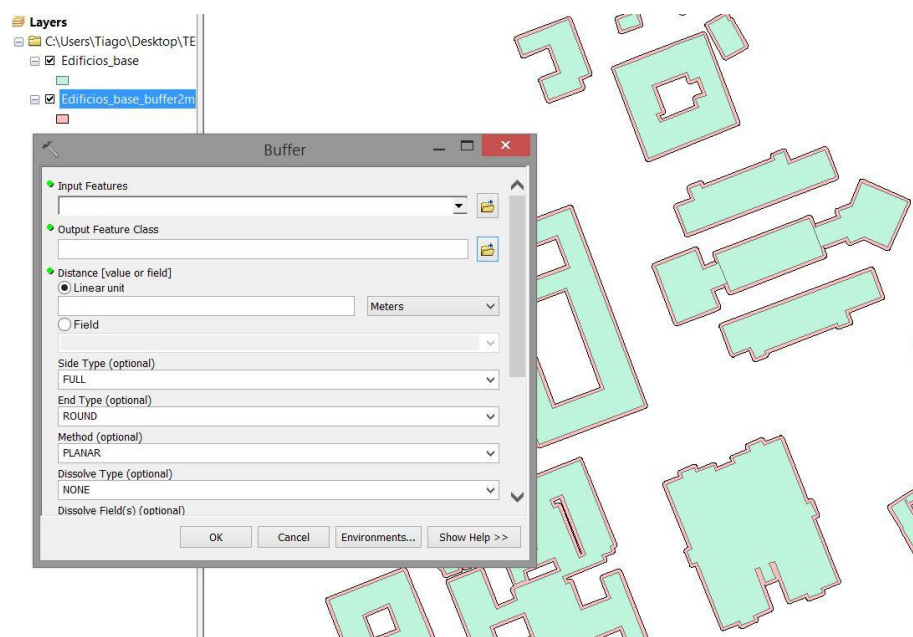 Layers
C:\Users\Tiago\Desktop\TE
Edificios_base
Edificios_base_buffer2m
Buffer
Input Features
Output Feature Class
Distance [value or field]
Linear unit
Meters
Field
Side Type (optional)
FULL
End Type (optional)
ROUND
Method (optional)
PLANAR
Dissolve Type (optional)
NONE
Dissolve Field(s) (optional)
OK Cancel Environments... Show Help >>